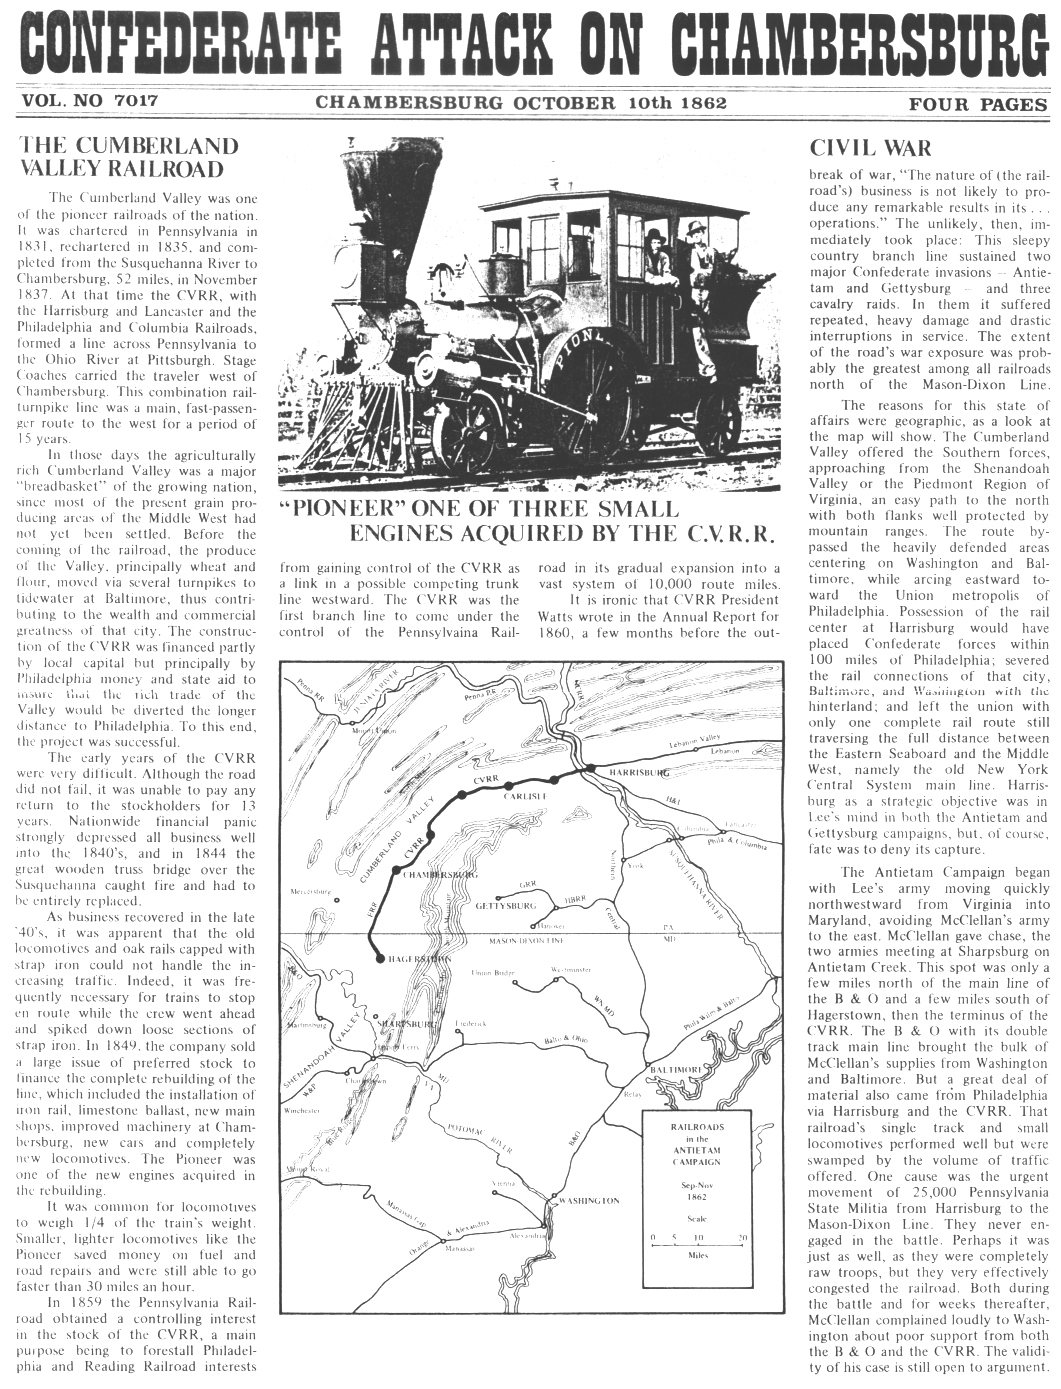 CONFEDERATE ATTACK ON CHAMBERSBURG
VOL. NO 7017
CHAMBERSBURG OCTOBER 10th 1862
FOUR PAGES
THE CUMBERLAND
VALLEY RAILROAD
The Cumberland Valley was one
of the pioneer railroads of the nation.
It was chartered in Pennsylvania in
1831, rechartered in 1835, and com-
pleted from the Susquehanna River to
Chambersburg, 52 miles, in November
1837. At that time the CVRR, with
the Harrisburg and Lancaster and the
Philadelphia and Columbia Railroads,
formed a line across Pennsylvania to
the Ohio River at Pittsburgh. Stage
Coaches carried the traveler west of
Chambersburg. This combination rail-
turnpike line was a main, fast-passen-
ger route to the west for a period of
15 years.
In those days the agriculturally
rich Cumberland Valley was a major
"breadbasket" of the growing nation,
since most of the present grain pro-
ducing areas of the Middle West had
not yet been settled. Before the
coming of the railroad, the produce
of the Valley, principally wheat and
flour, moved via several turnpikes to
tidewater at Baltimore, thus contri-
buting to the wealth and commercial
greatness of that city. The construc-
tion of the CVRR was financed partly
by local capital but principally by
Philadelphia money and state aid to
insure that the rich trade of the
Valley would be diverted the longer
distance to Philadelphia. To this end,
the project was successful.
The early years of the CVRR
were very difficult. Although the road
did not fail, it was unable to pay any
return to the stockholders for 13
years. Nationwide financial panic
strongly depressed all business well
into the 1840's, and in 1844 the
great wooden truss bridge over the
Susquehanna caught fire and had to
be entirely replaced.
As business recovered in the late
'40's, it was apparent that the old
locomotives and oak rails capped with
strap iron could not handle the in-
creasing traffic. Indeed, it was fre-
quently necessary for trains to stop
en route while the crew went ahead
and spiked down loose sections of
strap iron. In 1849, the company sold
a large issue of preferred stock to
finance the complete rebuilding of the
line, which included the installation of
iron rail, limestone ballast, new main
shops, improved machinery at Cham-
bersburg, new cars and completely
new locomotives. The Pioneer was
one of the new engines acquired in
the rebuilding.
It was common for locomotives
to weigh 1/4 of the train's weight.
Smaller, lighter locomotives like the
Pioneer saved money on fuel and
road repairs and were still able to go
faster than 30 miles an hour.
In 1859 the Pennsylvania Rail-
road obtained a controlling interest
in the stock of the CVRR, a main
purpose being to forestall Philadel-
phia and Reading Railroad interests
PIONE
"PIONEER" ONE OF THREE SMALL
ENGINES ACQUIRED BY THE C.V.R.R.
from gaining control of the CVRR as
a link in a possible competing trunk
line westward. The CVRR was the
first branch line to come under the
control of the Pennsylvaina Rail-
road in its gradual expansion into a
vast system of 10,000 route miles.
It is ironic that CVRR President
Watts wrote in the Annual Report for
1860, a few months before the out-
Penna RR
JUNIATA RIVER
Mount Union
Penna RR
NCRR
Lebanon Valley
Lebanon
HARRISBURG
CVRR
CARLISLE
H&L
CUMBERLAND VALLEY
CVRR
Columbia
Lancaster
Phila & Columbia
York
Northern
Central
SUSQUEHANNA RIVER
CHAMBERSBURG
Mercersburg
FRR
GRR
GETTYSBURG
HBRR
Hanover
MASON DIXON LINE
PA
MD
HAGERSTOWN
B&O
Union Bridge
Westminster
WN MD
Phila Wilm & Balto
Martinsburg
SHARPSBURG
Frederick
Balto & Ohio
SHENANDOAH VALLEY
W&P
Winchester
MD
VA
BALTIMORE
Relay
POTOMAC RIVER
B&O
Mount Royal
Vienna
WASHINGTON
Manassas Gap
Orange & Alexandria
Alexandria
Manassas
RAILROADS
in the
ANTIETAM
CAMPAIGN
Sep-Nov
1862
Scale
0 5 10 20
Miles
CIVIL WAR
break of war, "The nature of (the rail-
road's) business is not likely to pro-
duce any remarkable results in its . . .
operations." The unlikely, then, im-
mediately took place: This sleepy
country branch line sustained two
major Confederate invasions – Antie-
tam and Gettysburg – and three
cavalry raids. In them it suffered
repeated, heavy damage and drastic
interruptions in service. The extent
of the road's war exposure was prob-
ably the greatest among all railroads
north of the Mason-Dixon Line.
The reasons for this state of
affairs were geographic, as a look at
the map will show. The Cumberland
Valley offered the Southern forces,
approaching from the Shenandoah
Valley or the Piedmont Region of
Virginia, an easy path to the north
with both flanks well protected by
mountain ranges. The route by-
passed the heavily defended areas
centering on Washington and Bal-
timore, while arcing eastward to-
ward the Union metropolis of
Philadelphia. Possession of the rail
center at Harrisburg would have
placed Confederate forces within
100 miles of Philadelphia; severed
the rail connections of that city,
Baltimore, and Washington with the
hinterland; and left the union with
only one complete rail route still
traversing the full distance between
the Eastern Seaboard and the Middle
West, namely the old New York
Central System main line. Harris-
burg as a strategic objective was in
Lee's mind in both the Antietam and
Gettysburg campaigns, but, of course,
fate was to deny its capture.
The Antietam Campaign began
with Lee's army moving quickly
northwestward from Virginia into
Maryland, avoiding McClellan's army
to the east. McClellan gave chase, the
two armies meeting at Sharpsburg on
Antietam Creek. This spot was only a
few miles north of the main line of
the B & O and a few miles south of
Hagerstown, then the terminus of the
CVRR. The B & O with its double
track main line brought the bulk of
McClellan's supplies from Washington
and Baltimore. But a great deal of
material also came from Philadelphia
via Harrisburg and the CVRR. That
railroad's single track and small
locomotives performed well but were
swamped by the volume of traffic
offered. One cause was the urgent
movement of 25,000 Pennsylvania
State Militia from Harrisburg to the
Mason-Dixon Line. They never en-
gaged in the battle. Perhaps it was
just as well, as they were completely
raw troops, but they very effectively
congested the railroad. Both during
the battle and for weeks thereafter,
McClellan complained loudly to Wash-
ington about poor support from both
the B & O and the CVRR. The validi-
ty of his case is still open to argument.